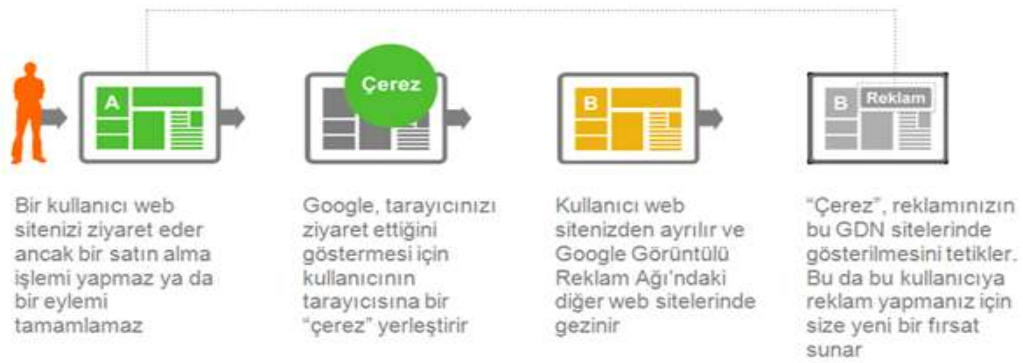 A
Çerez
B
B
Reklam
Bir kullanıcı web
sitenizi ziyaret eder
ancak bir satın alma
işlemi yapmaz ya da
bir eylemi
tamamlamaz
Google, tarayıcınızı
ziyaret ettiğini
göstermesi için
kullanıcının
tarayıcısına bir
“çerez” yerleştirir
Kullanıcı web
sitenizden ayrılır ve
Google Görüntülü
Reklam Ağı’ndaki
diğer web sitelerinde
gezinir
“Çerez”, reklamınızın
bu GDN sitelerinde
gösterilmesini tetikler.
Bu da bu kullanıcıya
reklam yapmanız için
size yeni bir fırsat
sunar